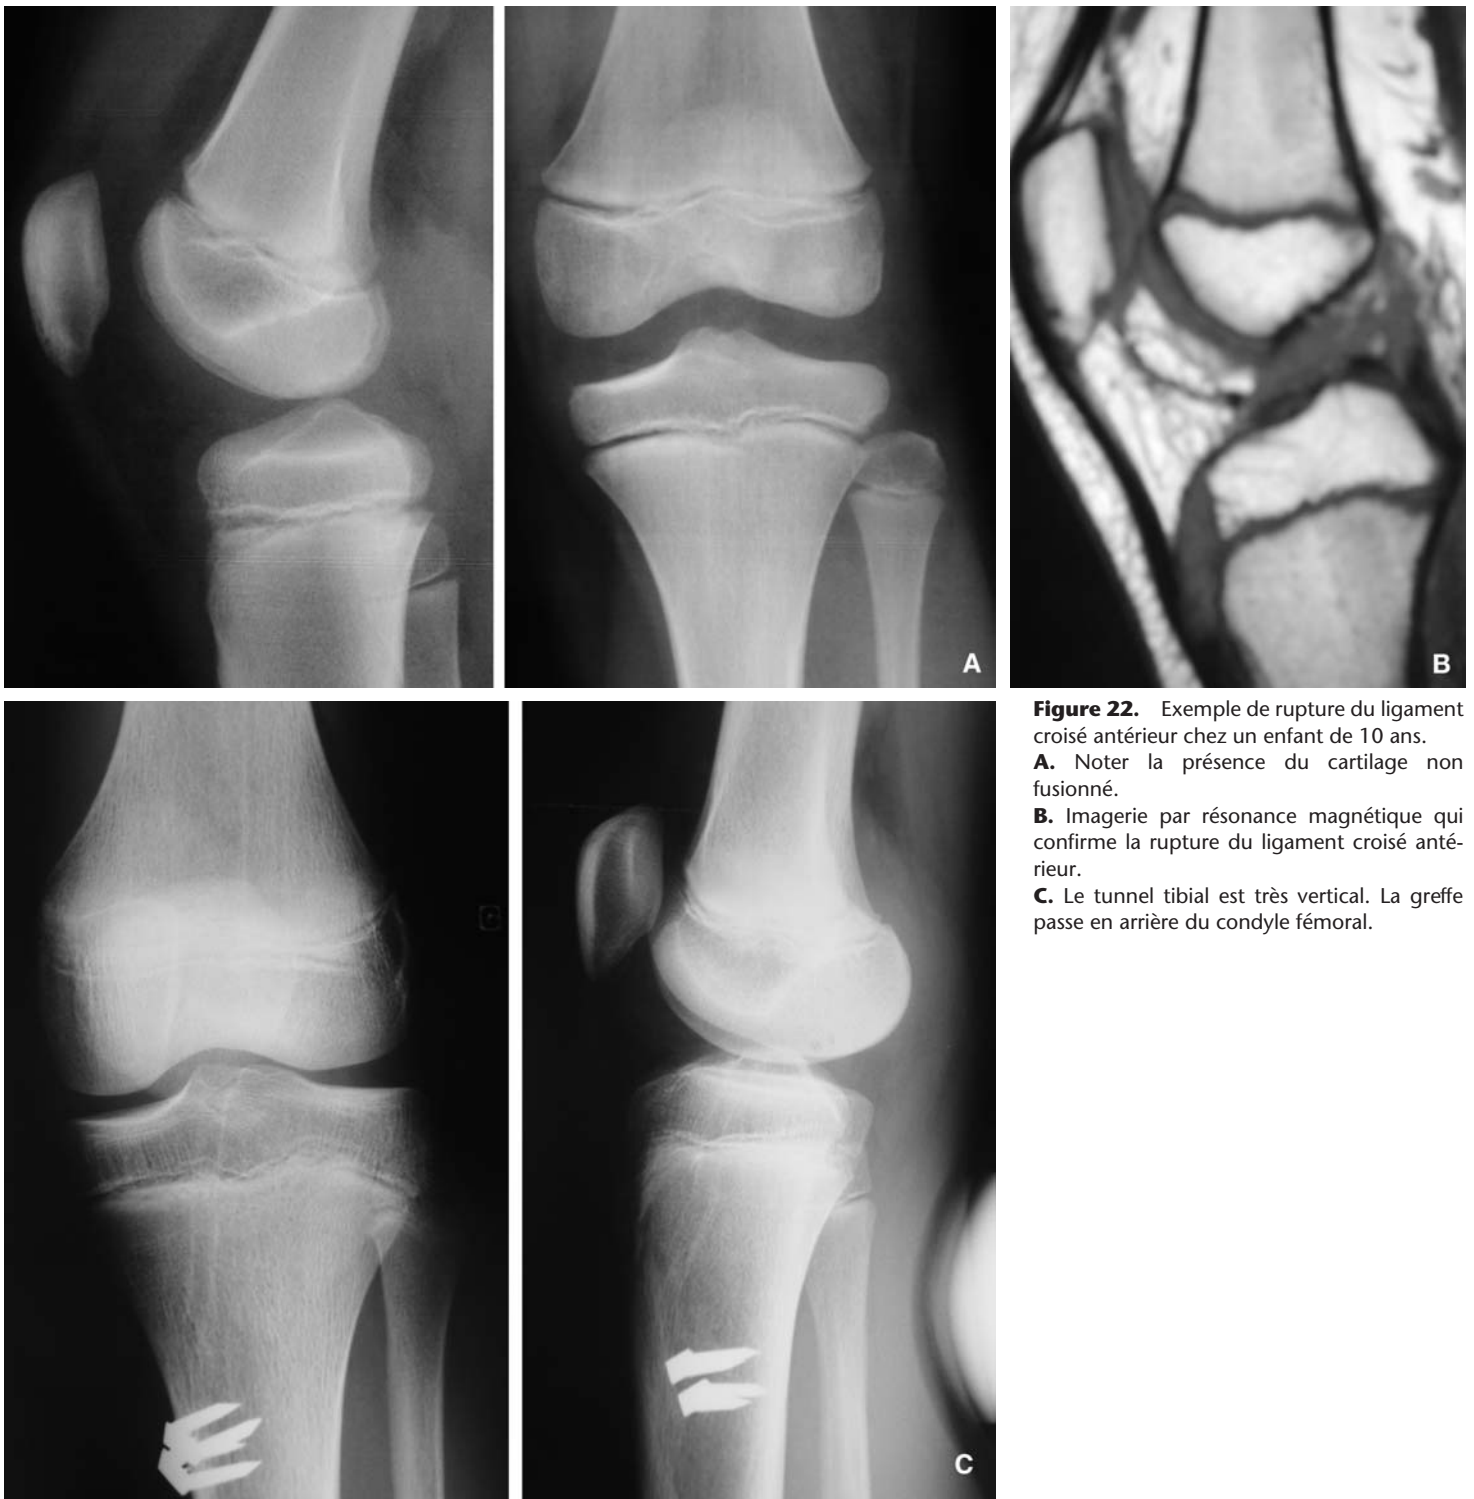 A
B
Figure 22. Exemple de rupture du ligament
croisé antérieur chez un enfant de 10 ans.
A. Noter la présence du cartilage non
fusionné.
B. Imagerie par résonance magnétique qui
confirme la rupture du ligament croisé anté-
rieur.
C. Le tunnel tibial est très vertical. La greffe
passe en arrière du condyle fémoral.
C